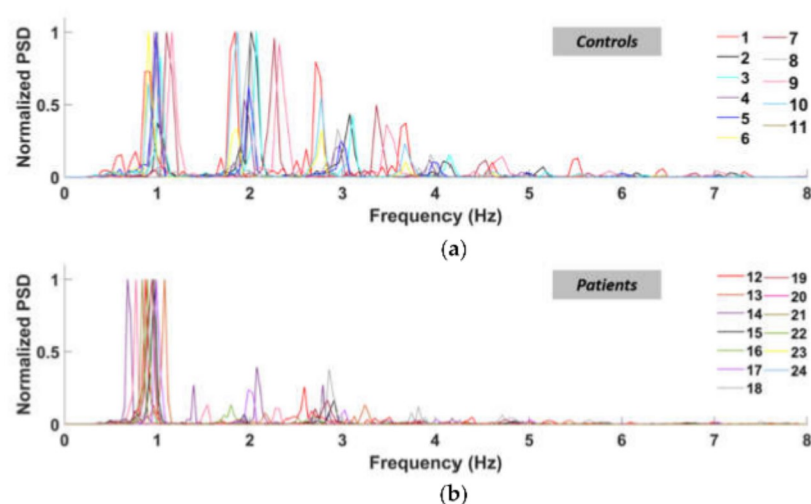 1
Controls
1 7
2 8
3 9
4 10
5 11
6
Normalized PSD
0.5
0
0 1 2 3 4 5 6 7 8
Frequency (Hz)
(a)
1
Patients
12 19
13 20
14 21
15 22
16 23
17 24
18
Normalized PSD
0.5
0
0 1 2 3 4 5 6 7 8
Frequency (Hz)
(b)